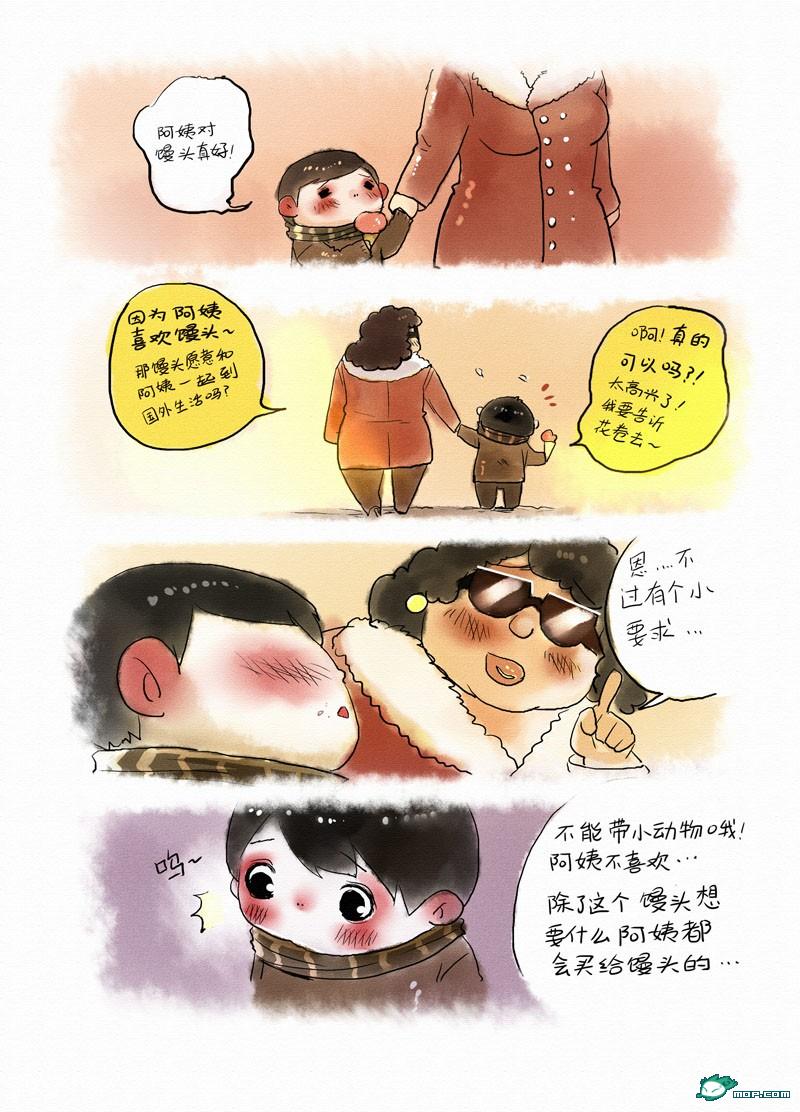 阿姨对
馒头真好!
因为阿姨
喜欢馒头~
那馒头愿意和
阿姨一起到
国外生活吗?
啊!真的
可以吗?!
太高兴了!
我要告诉
花卷去~
恩....不
过有个小
要求...
呜~
不能带小动物哦!
阿姨不喜欢...
除了这个馒头想
要什么阿姨都
会买给馒头的...
MOP.COM